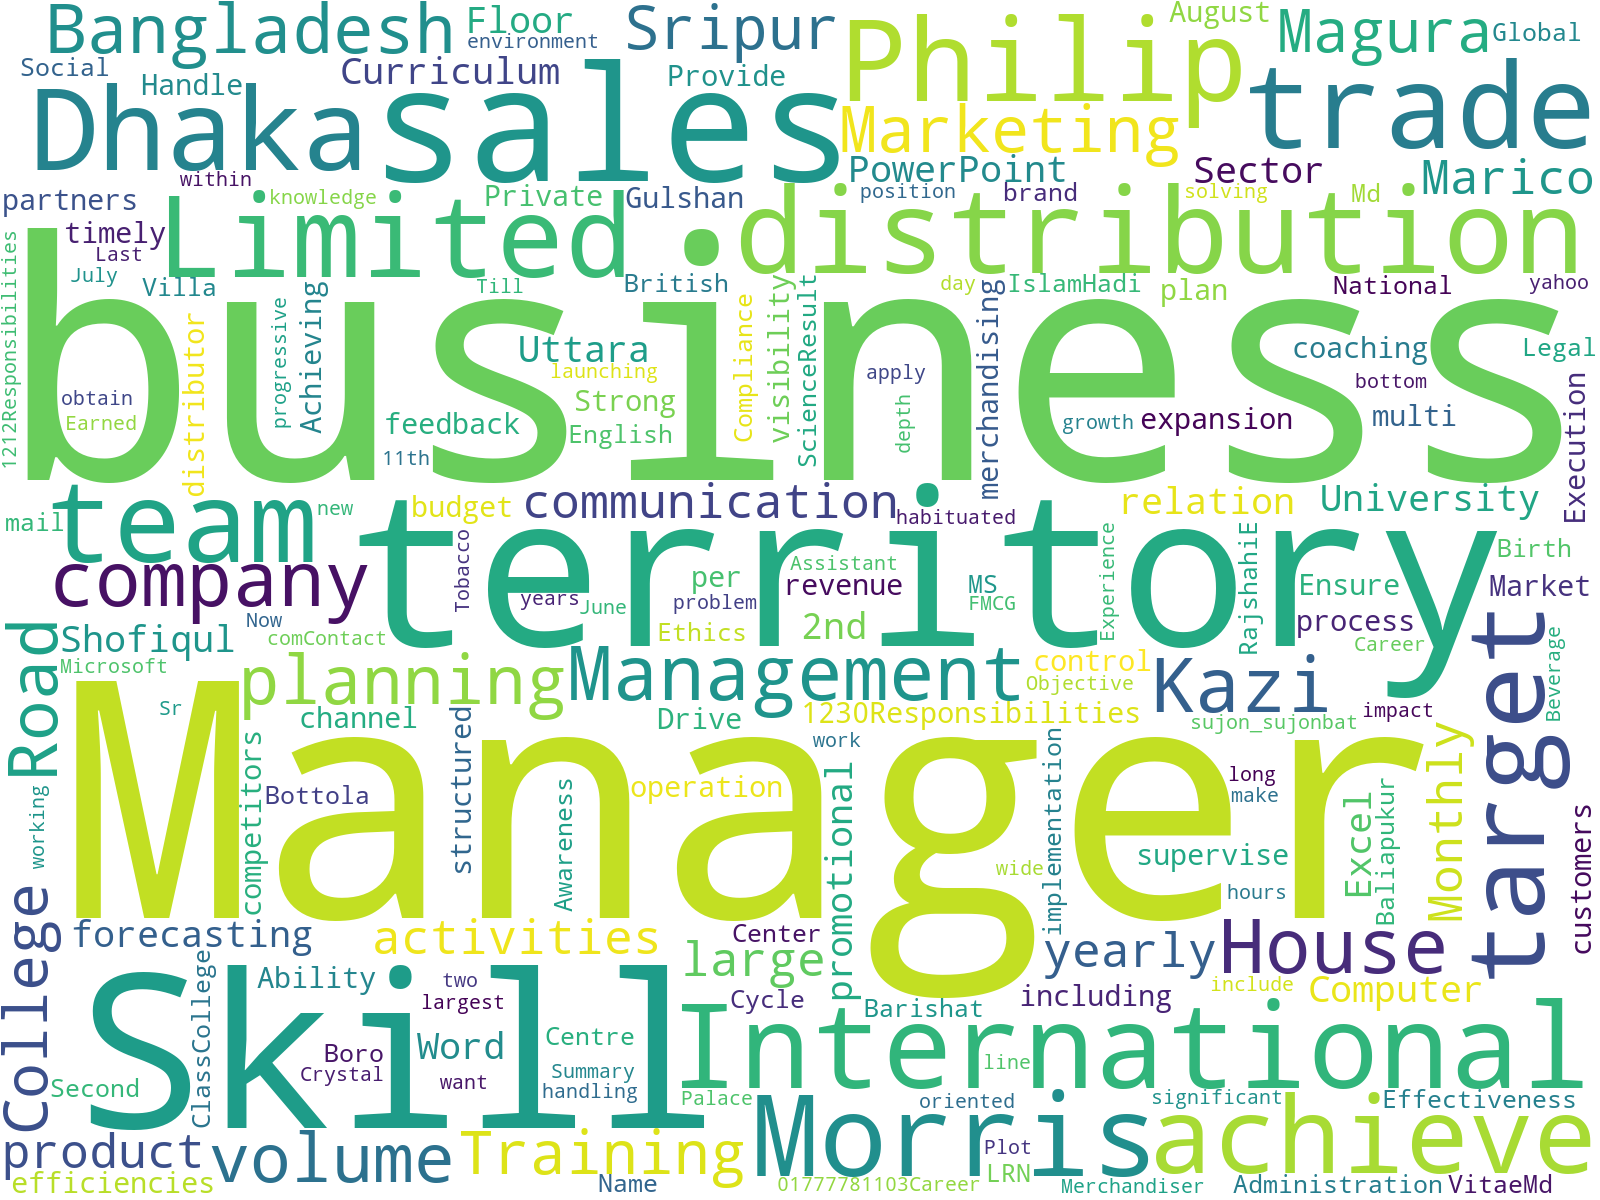 Bangladesh
Floor
environment
Sripur
Philip
August
Magura
Global
Social
Handle
Curriculum
sales
Provide
Marketing
trade
Dhaka
PowerPoint
Sector
Marico
within
partners
knowledge
Private
Gulshan
position
brand
solving
Md
Limited
distribution
timely
Last
July
Villa
Till
British
day
IslamHadi
plan
National
yahoo
1212Responsibilities
business
distributor
progressive
Achieving
Uttara
launching
Compliance
visibility
ScienceResult
apply
merchandising
coaching
Legal
bottom
obtain
Earned
feedback
Strong
English
depth
growth
expansion
multi
Execution
11th
mail
team
new
budget
communication
habituated
relation
University
territory
company
Tobacco
years
June
per
problem
Assistant
revenue
MS
FMCG
Experience
RajshahiE
Ensure
Birth
Market
Now
Shofiqul
comContact
Ethics
2nd
process
Career
Road
Microsoft
planning
Management
control
Objective
Kazi
target
Beverage
Sr
channel
Drive
1230Responsibilities
sujon_sujonbat
impact
Manager
working
competitors
Bottola
structured
work
operation
Awareness
promotional
implementation
long
make
Excel
Baliapukur
Monthly
customers
wide
supervise
hours
College
forecasting
activities
Center
large
yearly
House
ClassCollege
Ability
two
largest
Cycle
Barishat
including
include
Computer
Skill
Boro
Crystal
Word
want
Centre
Summary
handling
International
line
Second
Palace
oriented
significant
Effectiveness
product
volume
Training
Morris
Plot
LRN
achieve
efficiencies
Name
01777781103Career
Merchandiser
Administration
VitaeMd